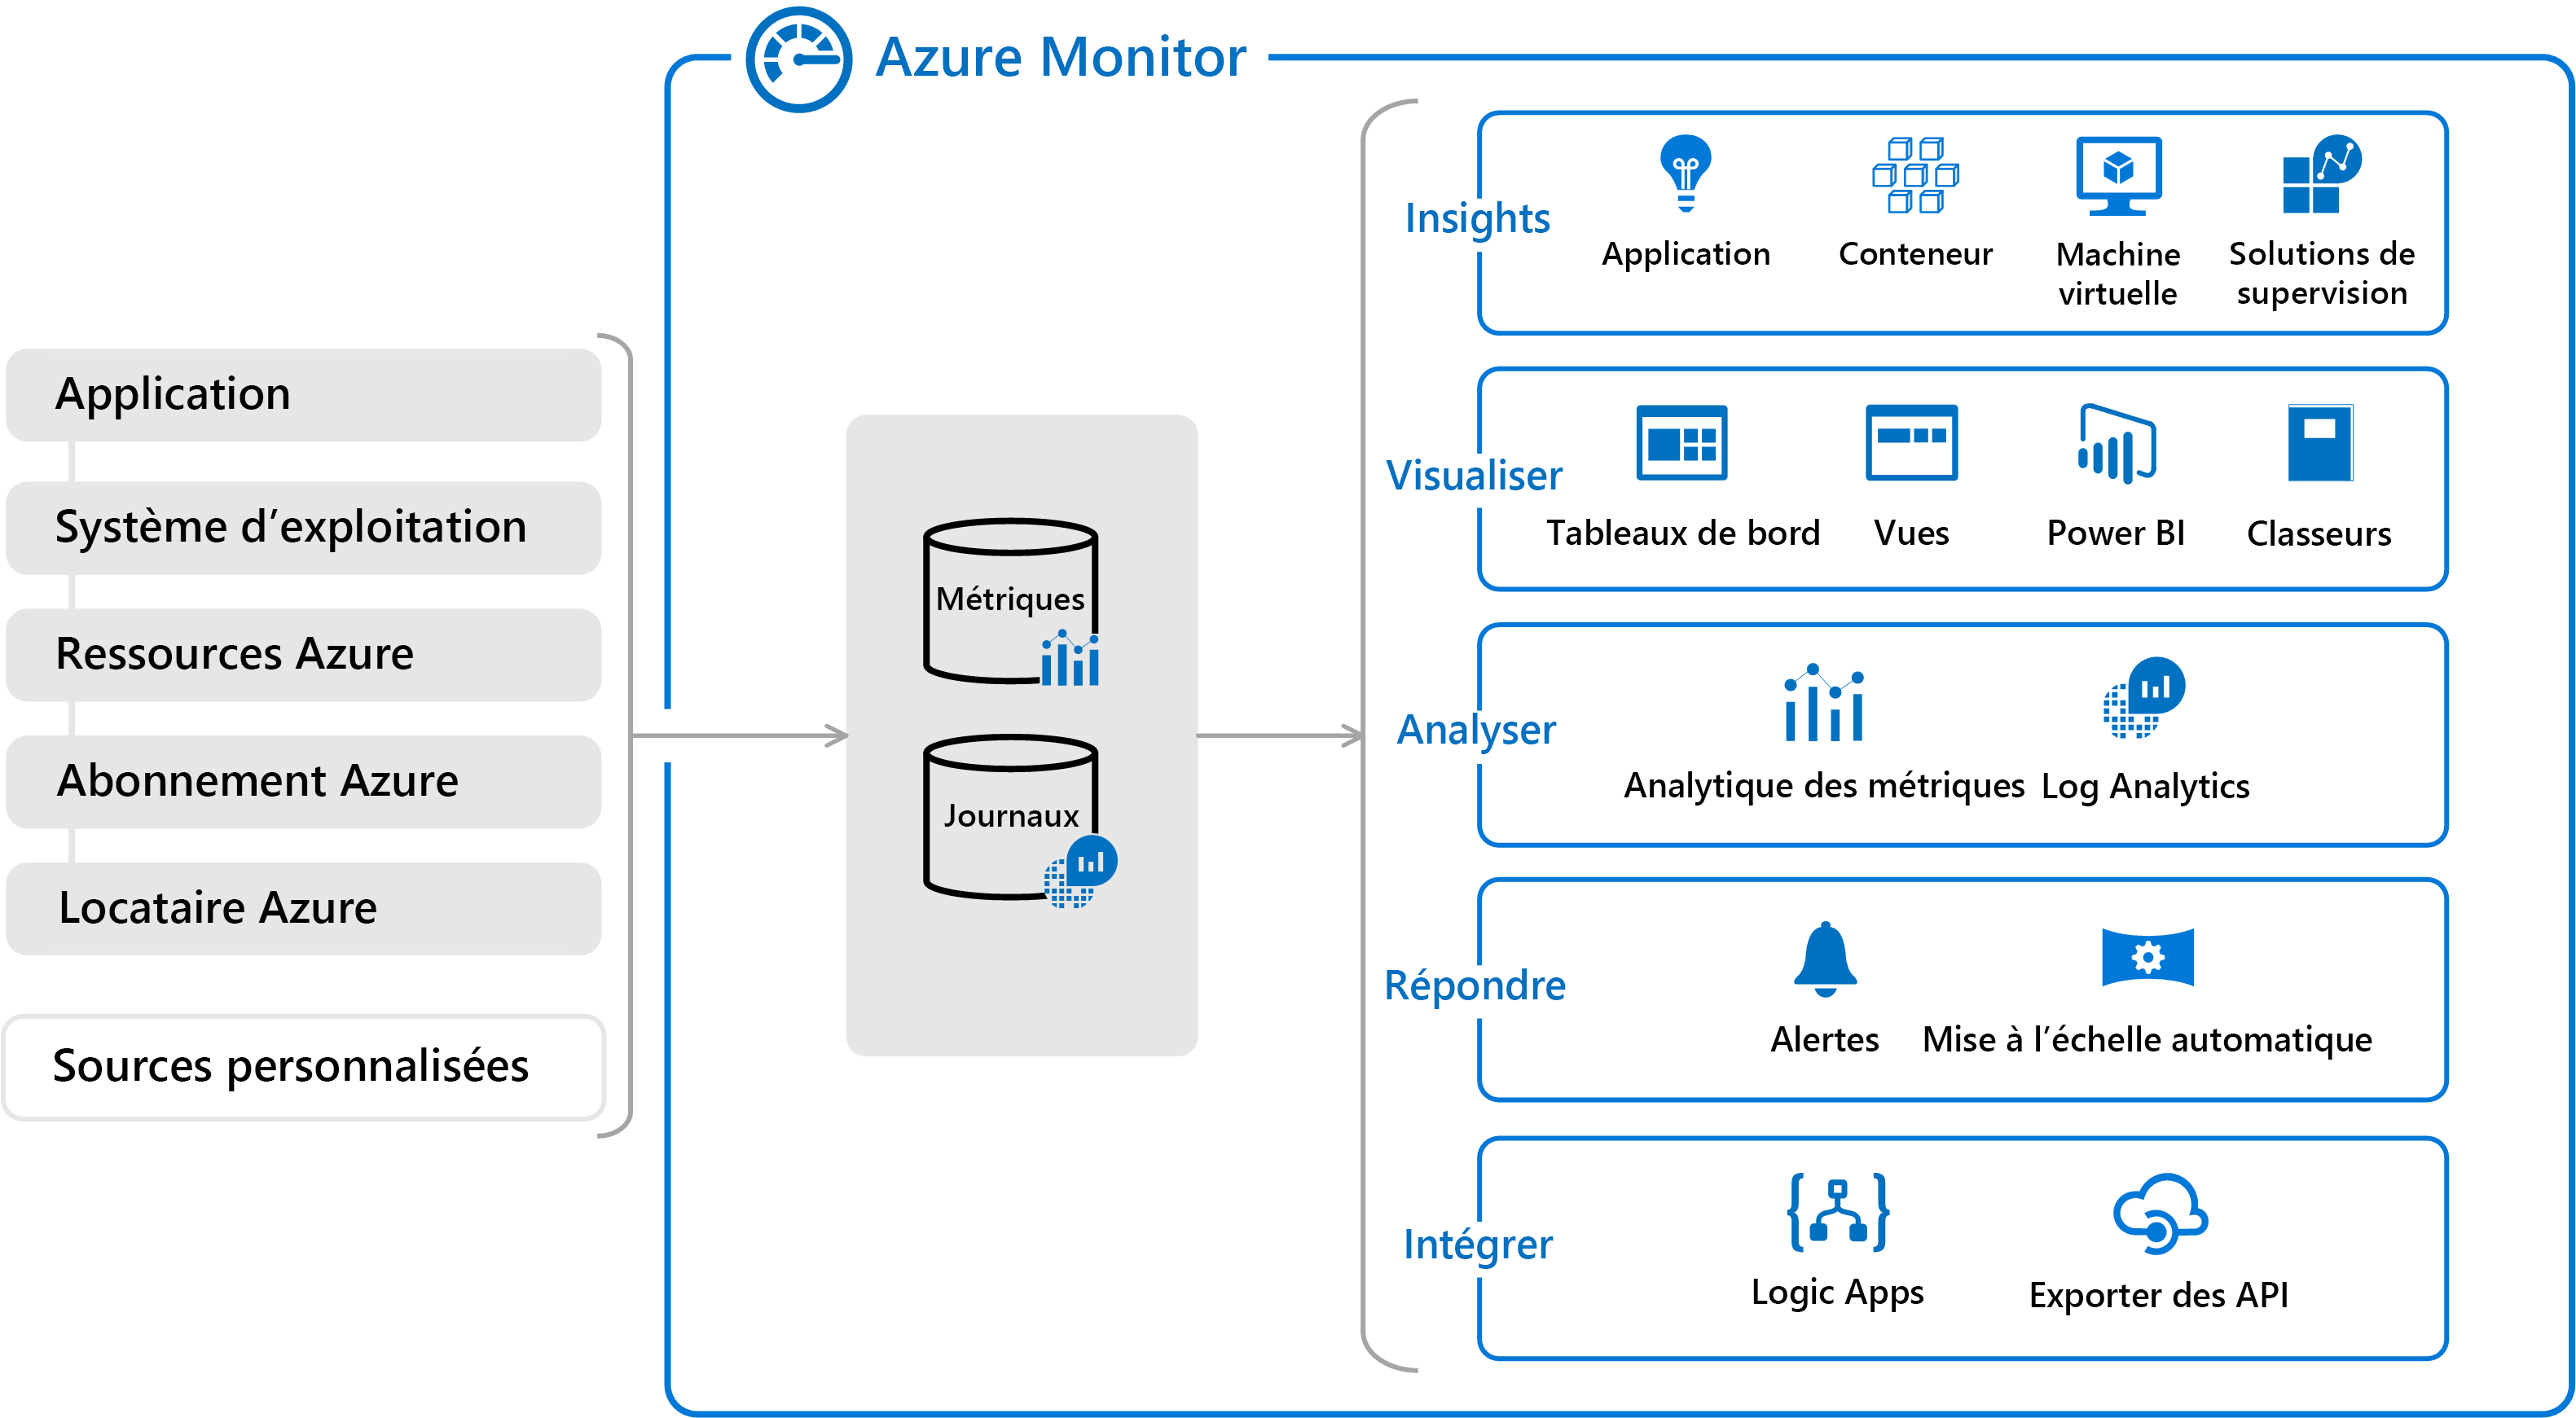 Azure Monitor
Application
Système d’exploitation
Ressources Azure
Abonnement Azure
Locataire Azure
Sources personnalisées
Métriques
Journaux
Insights
Application
Conteneur
Machine
virtuelle
Solutions de
supervision
Visualiser
Tableaux de bord
Vues
Power BI
Classeurs
Analyser
Analytique des métriques
Log Analytics
Répondre
Alertes
Mise à l’échelle automatique
Intégrer
Logic Apps
Exporter des API